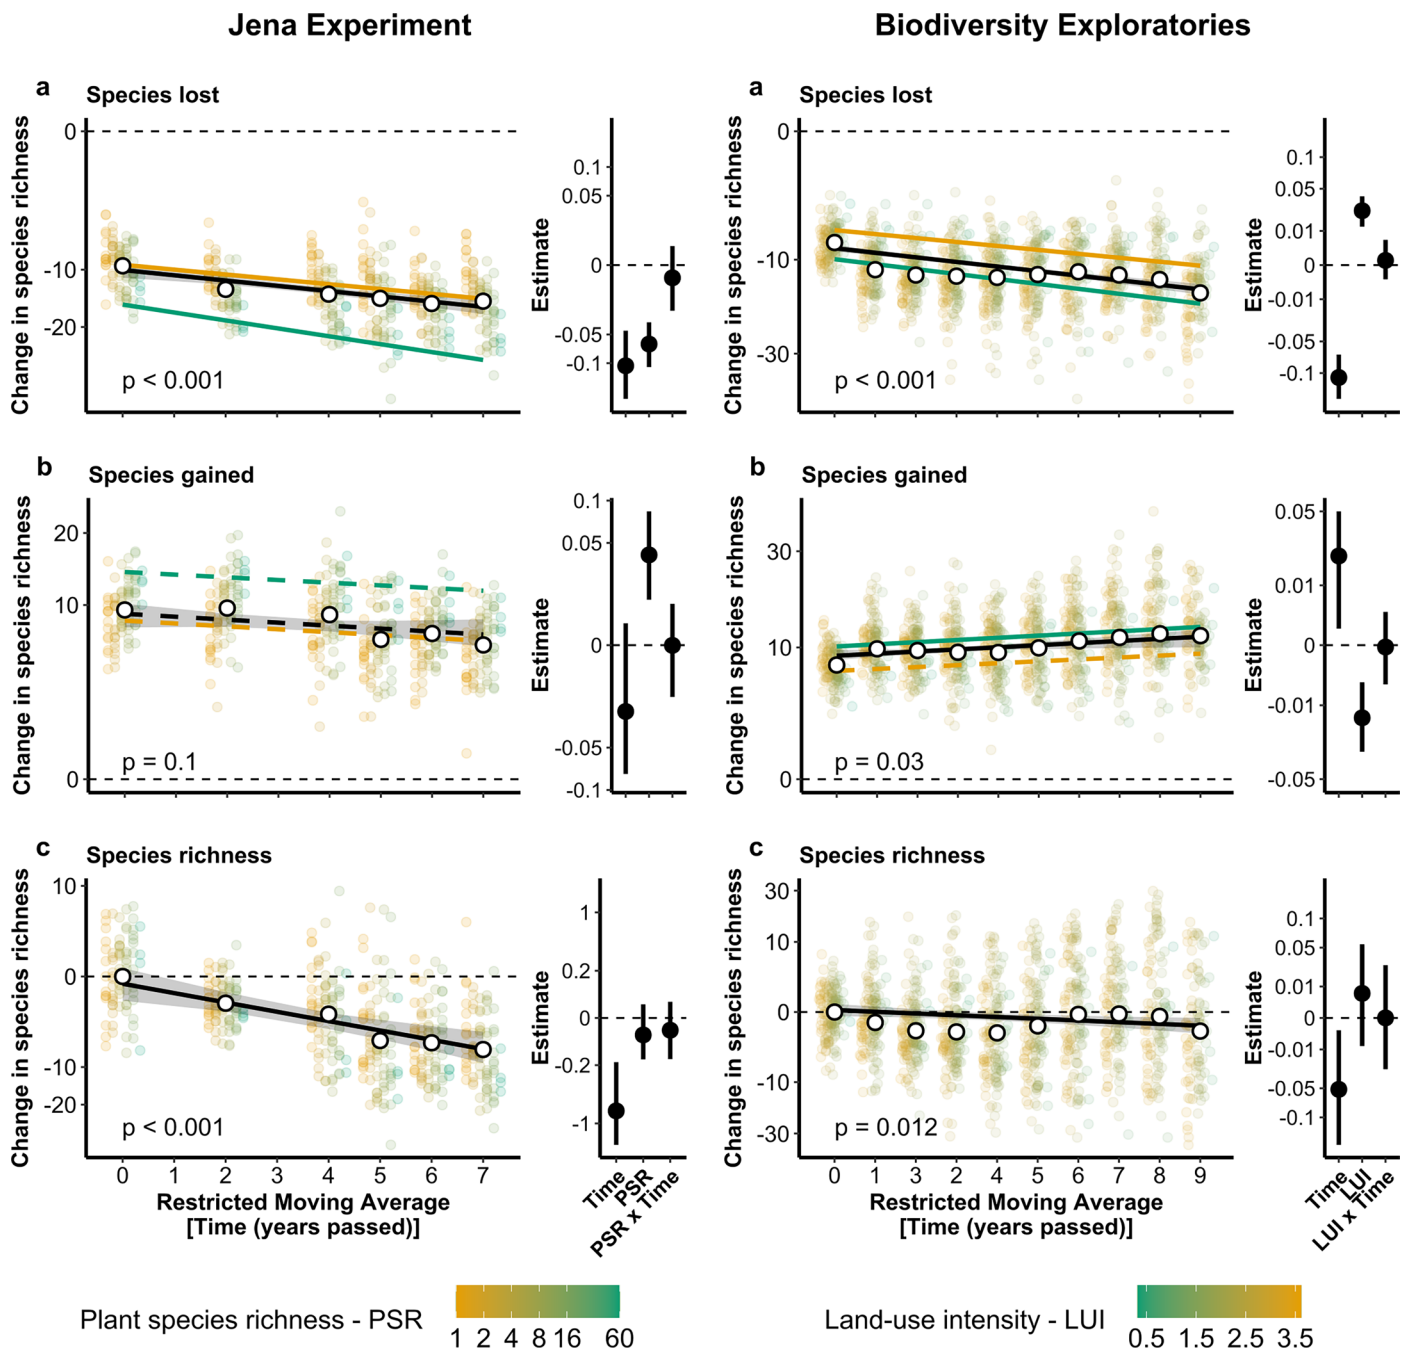 Jena Experiment
Biodiversity Exploratories
a
Species lost
Change in species richness
0
-10
-20
p < 0.001
Estimate
0.1
0.05
0
-0.05
-0.1
a
Species lost
Change in species richness
0
-10
-30
p < 0.001
Estimate
0.1
0.05
0.01
0
-0.01
-0.05
-0.1
b
Species gained
Change in species richness
20
10
0
p = 0.1
Estimate
0.1
0.05
0
-0.05
-0.1
b
Species gained
Change in species richness
30
10
0
p = 0.03
Estimate
0.05
0.01
0
-0.01
-0.05
c
Species richness
Change in species richness
10
0
-10
-20
p < 0.001
0 1 2 3 4 5 6 7
Restricted Moving Average
[Time (years passed)]
Estimate
1
0.2
0
-0.2
-1
Time
PSR
PSR x Time
c
Species richness
Change in species richness
30
10
0
-10
-30
p = 0.012
0 1 3 2 4 5 6 7 8 9
Restricted Moving Average
[Time (years passed)]
Estimate
0.1
0.05
0.01
0
-0.01
-0.05
-0.1
Time
LUI
LUI x Time
Plant species richness - PSR
1 2 4 8 16 60
Land-use intensity - LUI
0.5 1.5 2.5 3.5